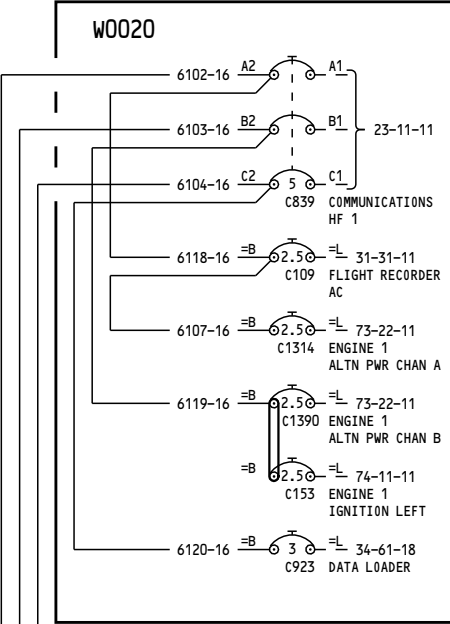 W0020
6102-16 A2 A1
6103-16 B2 B1 23-11-11
6104-16 C2 5 C1
C839 COMMUNICATIONS
HF 1
6118-16 =B 2.5 =L 31-31-11
C109 FLIGHT RECORDER
AC
6107-16 =B 2.5 =L 73-22-11
C1314 ENGINE 1
ALTN PWR CHAN A
6119-16 =B 2.5 =L 73-22-11
C1390 ENGINE 1
ALTN PWR CHAN B
=B 2.5 =L 74-11-11
C153 ENGINE 1
IGNITION LEFT
6120-16 =B 3 =L 34-61-18
C923 DATA LOADER